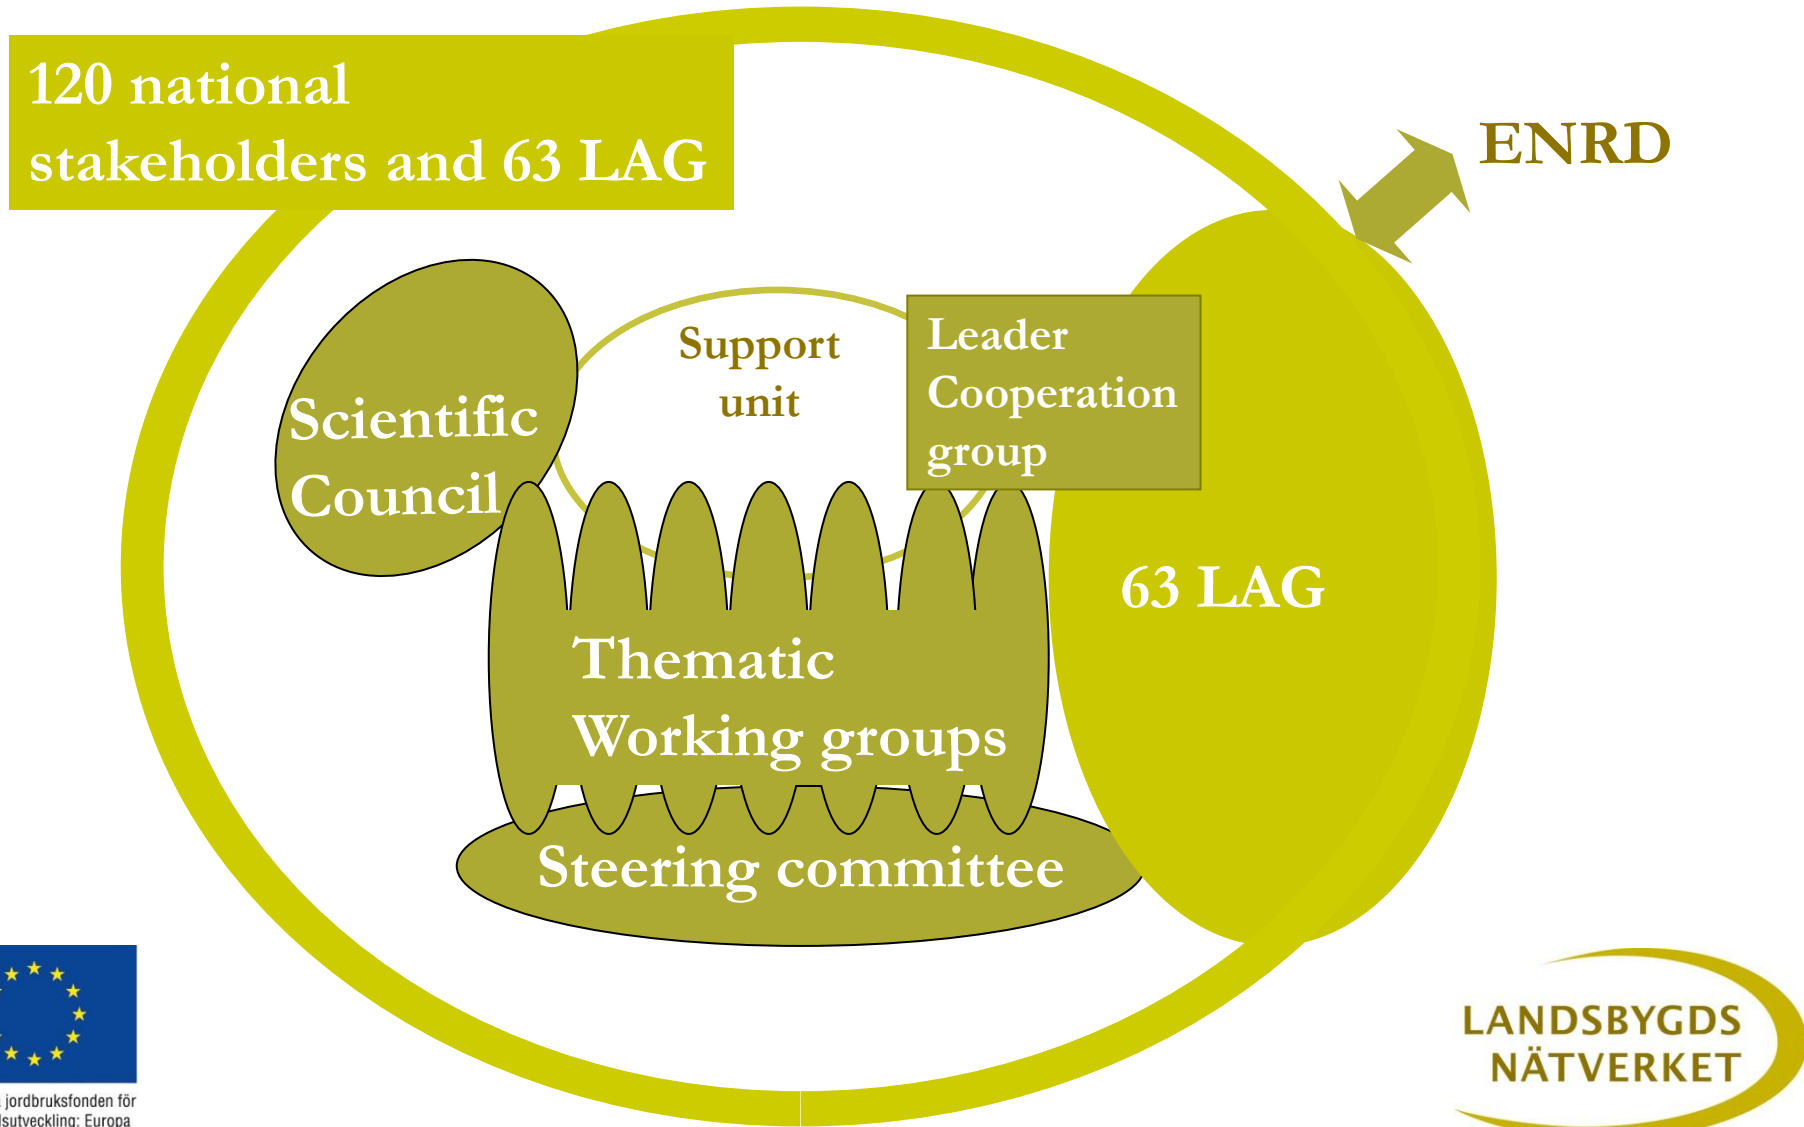 120 national
stakeholders and 63 LAG
ENRD
Support
unit
Leader
Cooperation
group
Scientific
Council
63 LAG
Thematic
Working groups
Steering committee
jordbruksfonden för
Europa
LANDSBYGDS
NÄTVERKET